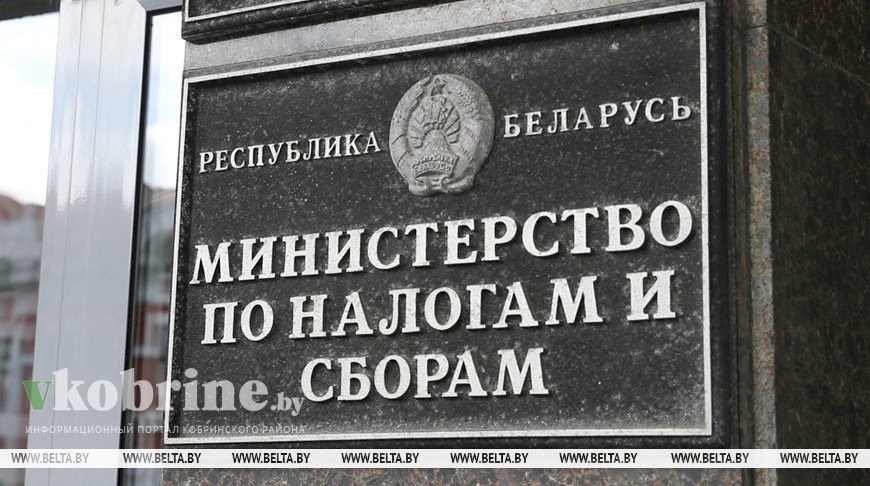 РЕСПУБЛИКА БЕЛАРУСЬ
МИНИСТЕРСТВО
ПО НАЛОГАМ И
СБОРАМ
vkobrine.by
ИНФОРМАЦИОННЫЙ ПОРТАЛ КОБРИНСКОГО РАЙОНА
WWW.BELTA.BY WWW.BELTA.BY WWW.BELTA.BY WWW.BELTA.BY WWW.BELTA.BY WWW.BELTA.BY WWW.BELTA.BY WWW.BELTA.BY